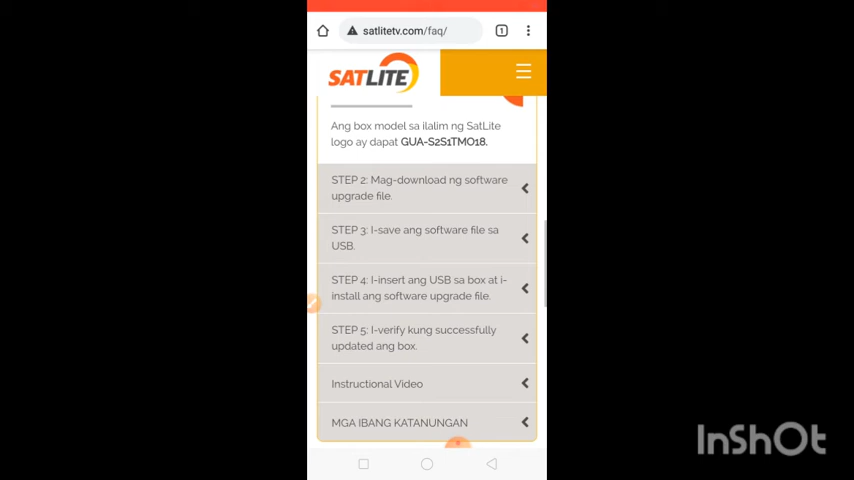 satlitetv.com/faq/
1
SATLITE
Ang box model sa ilalim ng SatLite
logo ay dapat GUA-S2S1TMO18.
STEP 2: Mag-download ng software
upgrade file.
STEP 3: I-save ang software file sa
USB.
STEP 4: I-insert ang USB sa box at i-
install ang software upgrade file.
STEP 5: I-verify kung successfully
updated ang box.
Instructional Video
MGA IBANG KATANUNGAN
InShOt